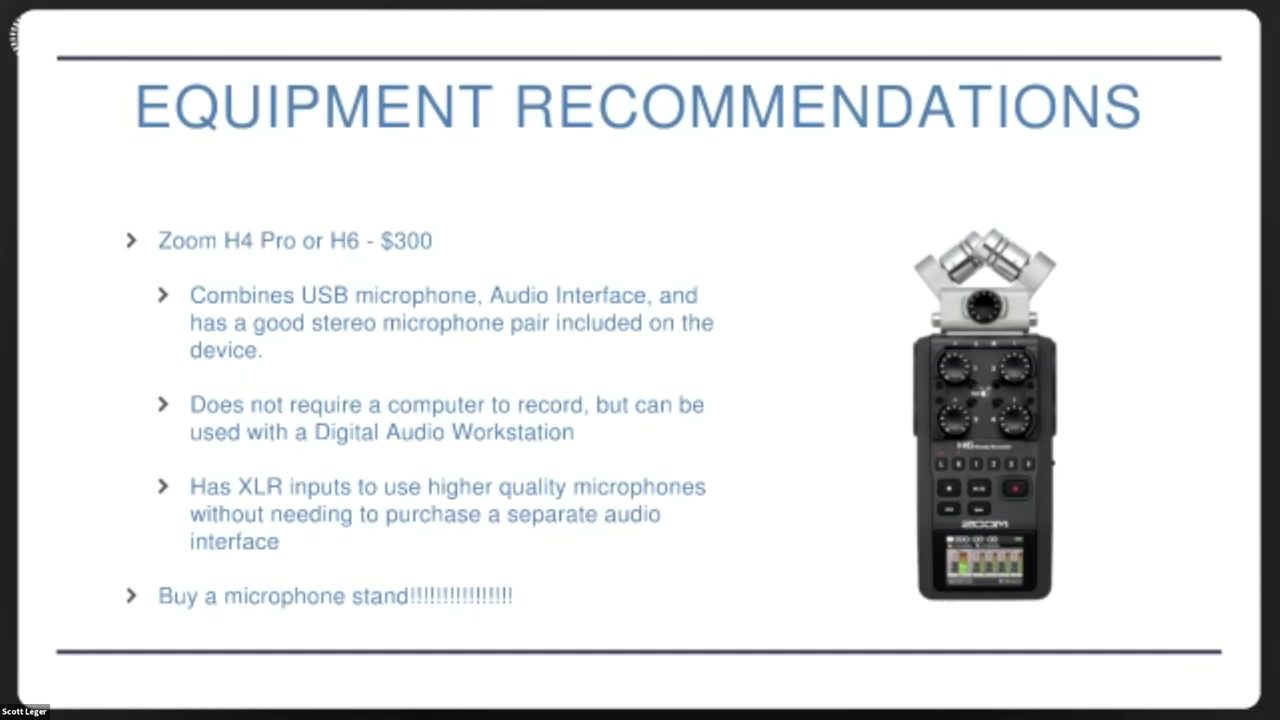 EQUIPMENT RECOMMENDATIONS
Zoom H4 Pro or H6 - $300
Combines USB microphone, Audio Interface, and
has a good stereo microphone pair included on the
device.
Does not require a computer to record, but can be
used with a Digital Audio Workstation
Has XLR inputs to use higher quality microphones
without needing to purchase a separate audio
interface
Buy a microphone stand!!!!!!!!!!!!!!!!
H6
ZOOM
Scott Leger